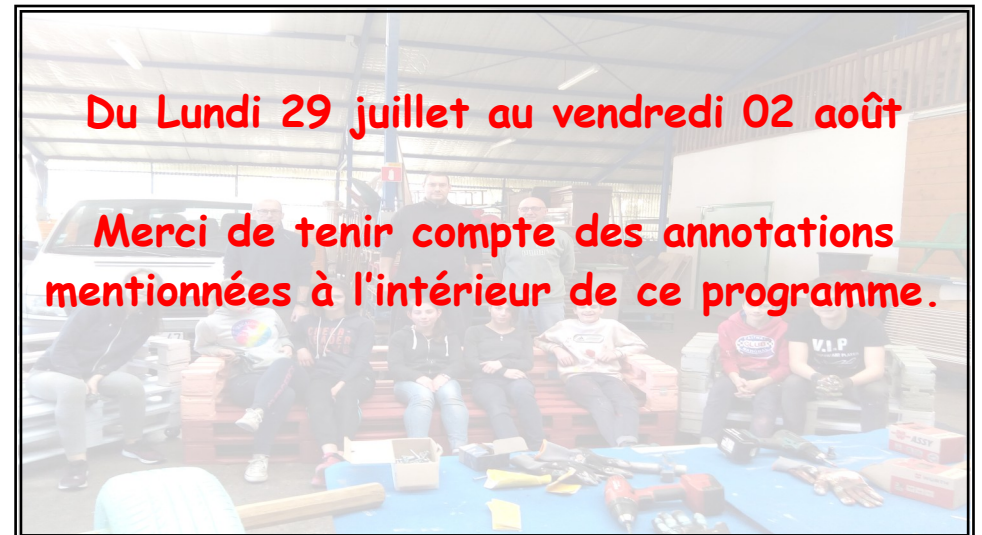 Du Lundi 29 juillet au vendredi 02 août
Merci de tenir compte des annotations
mentionnées à l'intérieur de ce programme.
V.I.P
ASSY